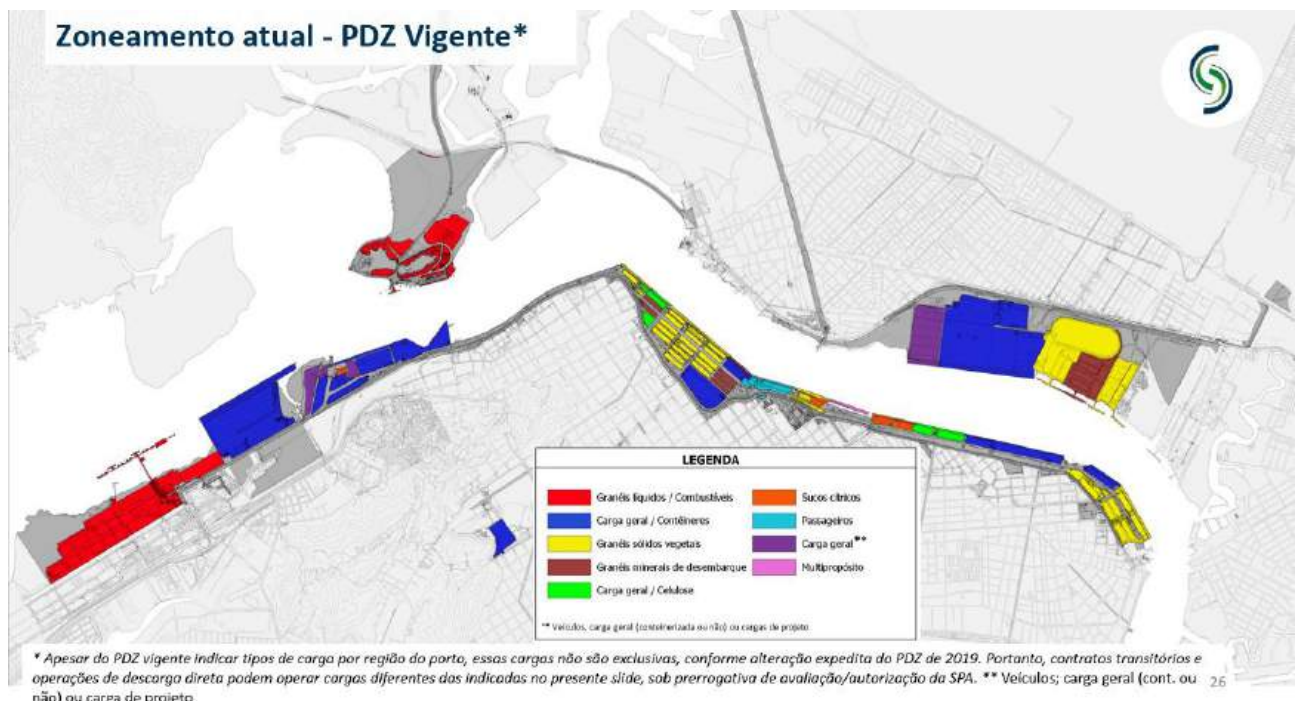 Zoneamento atual - PDZ Vigente*
LEGENDA
Granéis líquidos / Combustíveis
Carga geral / Contêineres
Granéis sólidos vegetais
Granéis minerais de desembarque
Carga geral / Celulose
Sucos cítricos
Passageiros
Carga geral **
Multipropósito
** Veículos, carga geral (conteinerizada ou não) ou cargas de projeto
* Apesar do PDZ vigente indicar tipos de carga por região do porto, essas cargas não são exclusivas, conforme alteração expedita do PDZ de 2019. Portanto, contratos transitórios e
operações de descarga direta podem operar cargas diferentes das indicadas no presente slide, sob prerrogativa de avaliação/autorização da SPA. ** Veículos; carga geral (cont. ou
26
não) ou carga de projeto